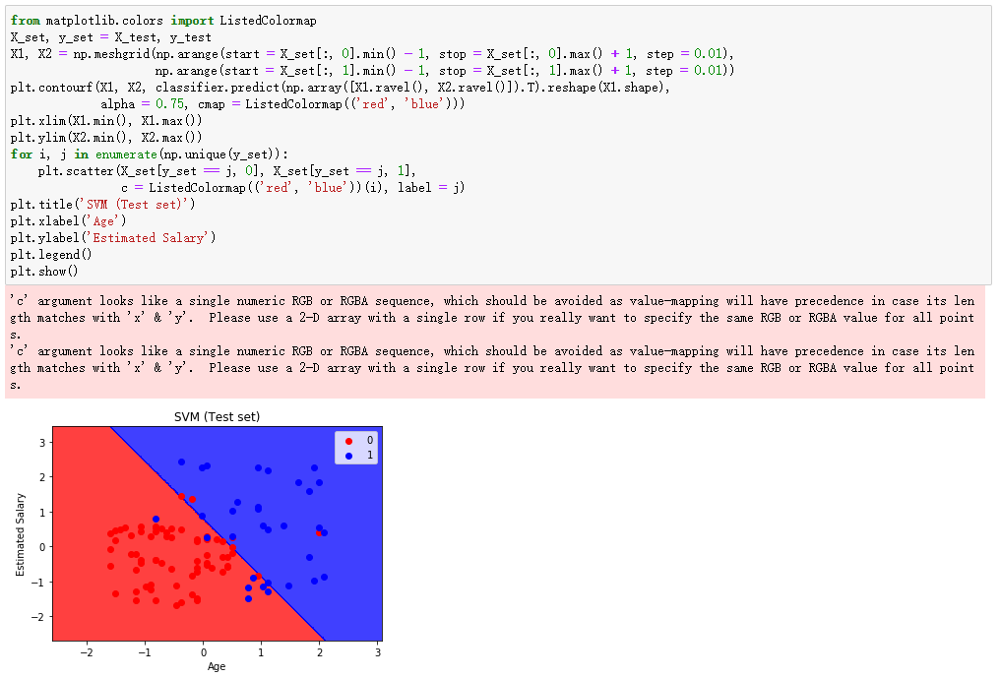 from matplotlib.colors import ListedColormap
X_set, y_set = X_test, y_test
X1, X2 = np.meshgrid(np.arange(start = X_set[:, 0].min() - 1, stop = X_set[:, 0].max() + 1, step = 0.01),
                     np.arange(start = X_set[:, 1].min() - 1, stop = X_set[:, 1].max() + 1, step = 0.01))
plt.contourf(X1, X2, classifier.predict(np.array([X1.ravel(), X2.ravel()]).T).reshape(X1.shape),
             alpha = 0.75, cmap = ListedColormap(('red', 'blue')))
plt.xlim(X1.min(), X1.max())
plt.ylim(X2.min(), X2.max())
for i, j in enumerate(np.unique(y_set)):
    plt.scatter(X_set[y_set == j, 0], X_set[y_set == j, 1],
                c = ListedColormap(('red', 'blue'))(i), label = j)
plt.title('SVM (Test set)')
plt.xlabel('Age')
plt.ylabel('Estimated Salary')
plt.legend()
plt.show()
'c' argument looks like a single numeric RGB or RGBA sequence, which should be avoided as value-mapping will have precedence in case its len
gth matches with 'x' & 'y'.  Please use a 2-D array with a single row if you really want to specify the same RGB or RGBA value for all point
s.
'c' argument looks like a single numeric RGB or RGBA sequence, which should be avoided as value-mapping will have precedence in case its len
gth matches with 'x' & 'y'.  Please use a 2-D array with a single row if you really want to specify the same RGB or RGBA value for all point
s.
SVM (Test set)
0
1
3
2
1
0
−1
−2
Estimated Salary
−2 −1 0 1 2 3
Age